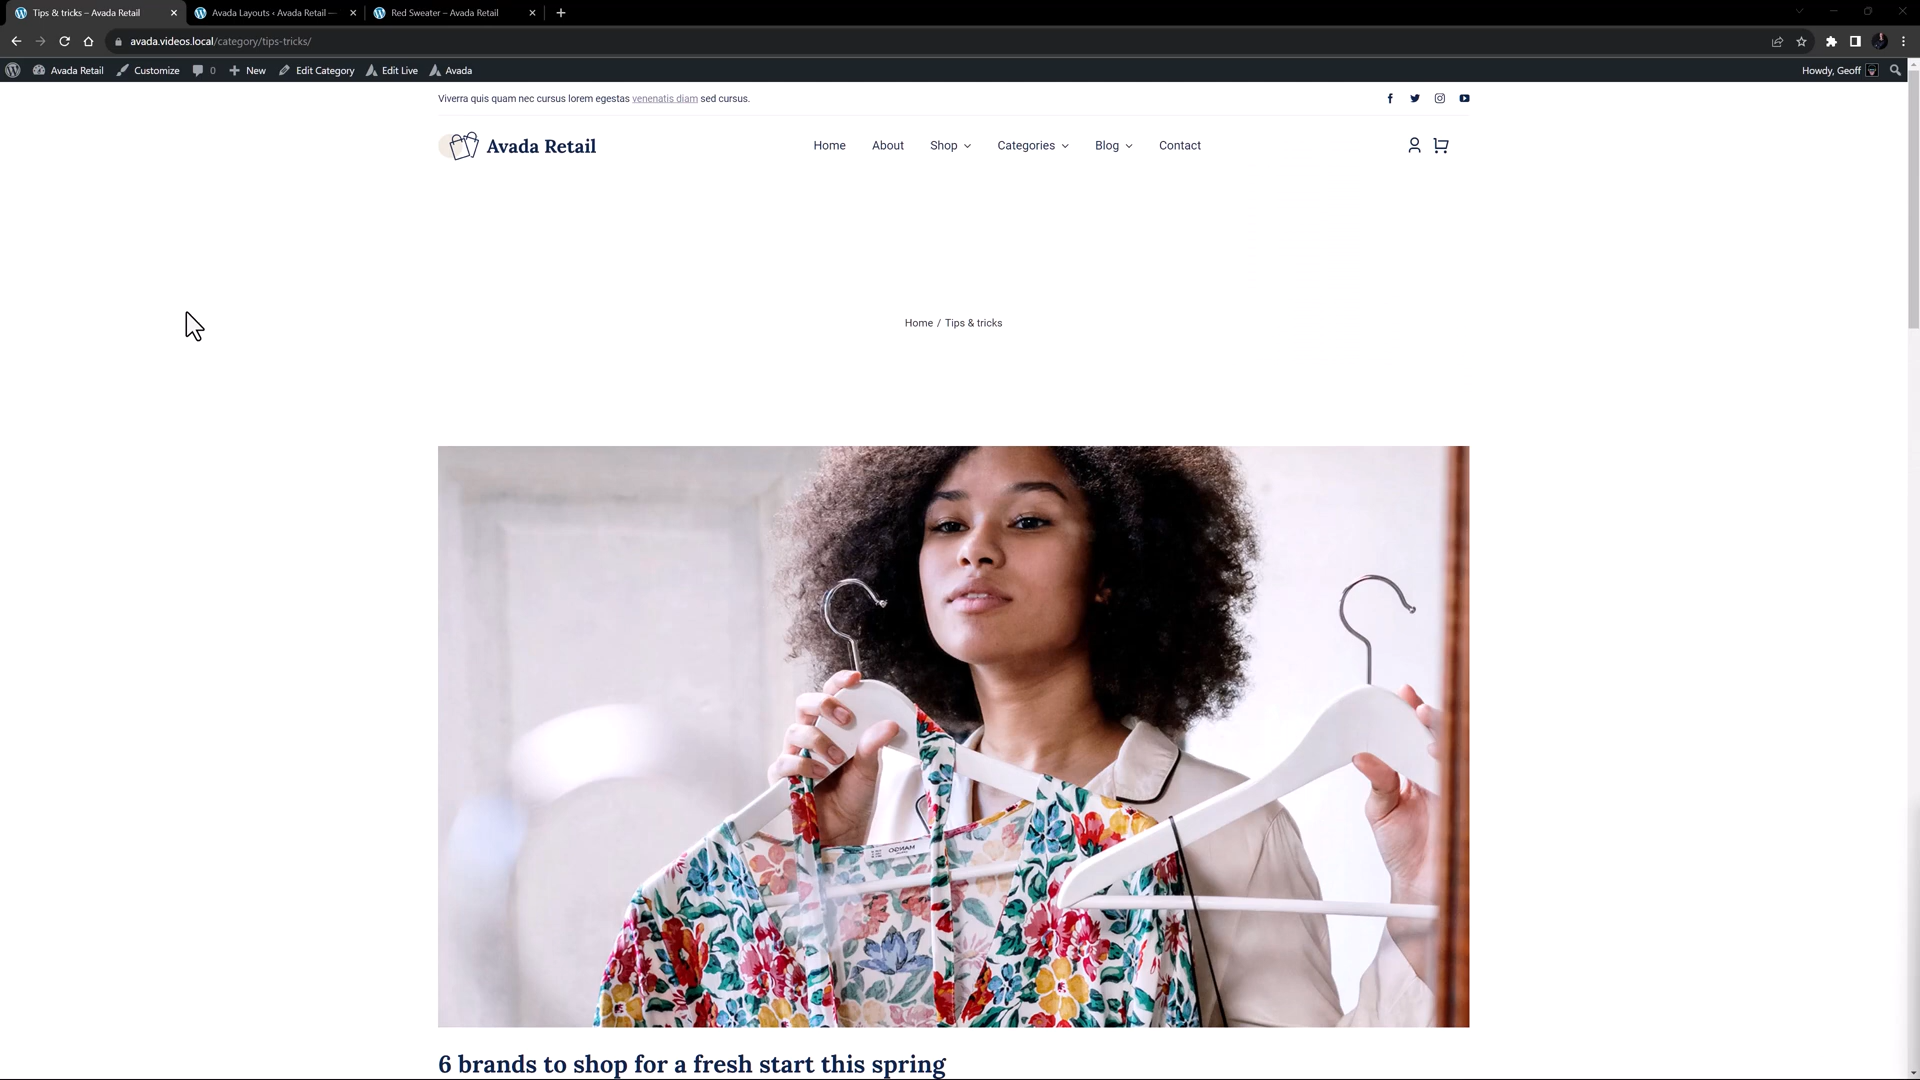 Tips & tricks – Avada Retail
Avada Layouts ‹ Avada Retail —
Red Sweater – Avada Retail
avada.videos.local/category/tips-tricks/
Avada Retail
Customize
0
New
Edit Category
Edit Live
Avada
Howdy, Geoff
Viverra quis quam nec cursus lorem egestas venenatis diam sed cursus.
Avada Retail
Home
About
Shop
Categories
Blog
Contact
Home / Tips & tricks
MANGO
6 brands to shop for a fresh start this spring